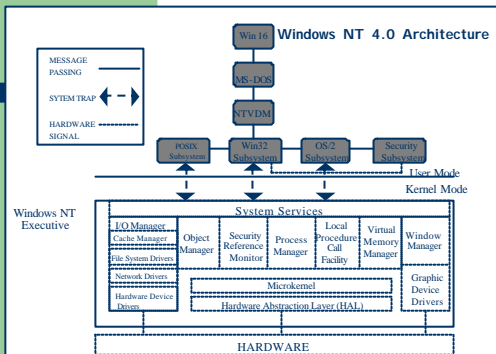 Win 16
Windows NT 4.0 Architecture
MESSAGE
PASSING
SYTEM TRAP
HARDWARE
SIGNAL
MS-DOS
NTVDM
POSIX
Subsystem
Win32
Subsystem
OS/2
Subsystem
Security
Subsystem
User Mode
Kernel Mode
Windows NT
Executive
System Services
I/O Manager
Cache Manager
File System Drivers
Network Drivers
Hardware Device
Drivers
Object
Manager
Security
Reference
Monitor
Process
Manager
Local
Procedure
Call
Facility
Virtual
Memory
Manager
Window
Manager
Graphic
Device
Drivers
Microkernel
Hardware Abstraction Layer (HAL)
HARDWARE